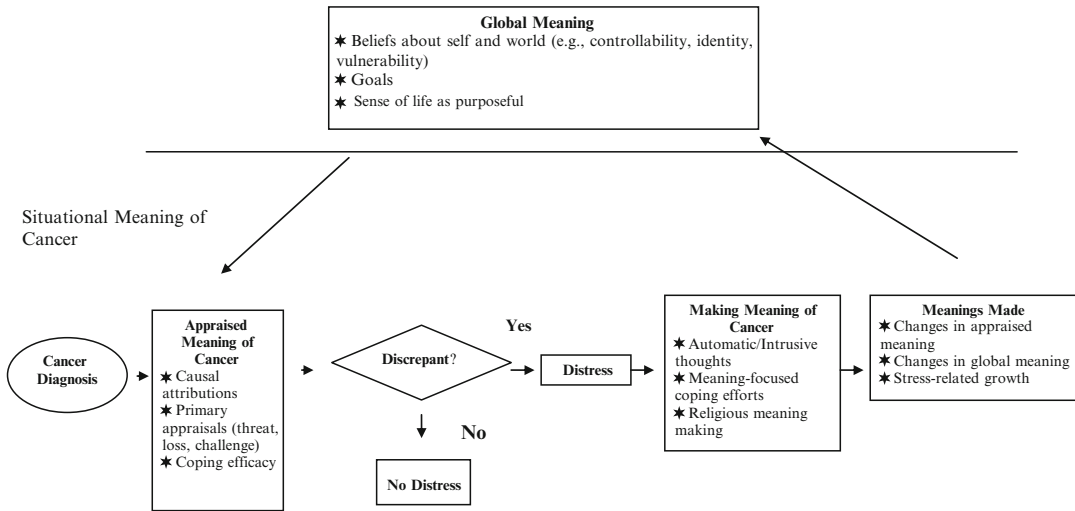 Global Meaning
✶ Beliefs about self and world (e.g., controllability, identity,
vulnerability)
✶ Goals
✶ Sense of life as purposeful
Situational Meaning of
Cancer
Cancer
Diagnosis
Appraised
Meaning of
Cancer
✶ Causal
attributions
✶ Primary
appraisals (threat,
loss, challenge)
✶ Coping efficacy
Discrepant?
Yes
No
No Distress
Distress
Making Meaning of
Cancer
✶ Automatic/Intrusive
thoughts
✶ Meaning-focused
coping efforts
✶ Religious meaning
making
Meanings Made
✶ Changes in appraised
meaning
✶ Changes in global meaning
✶ Stress-related growth